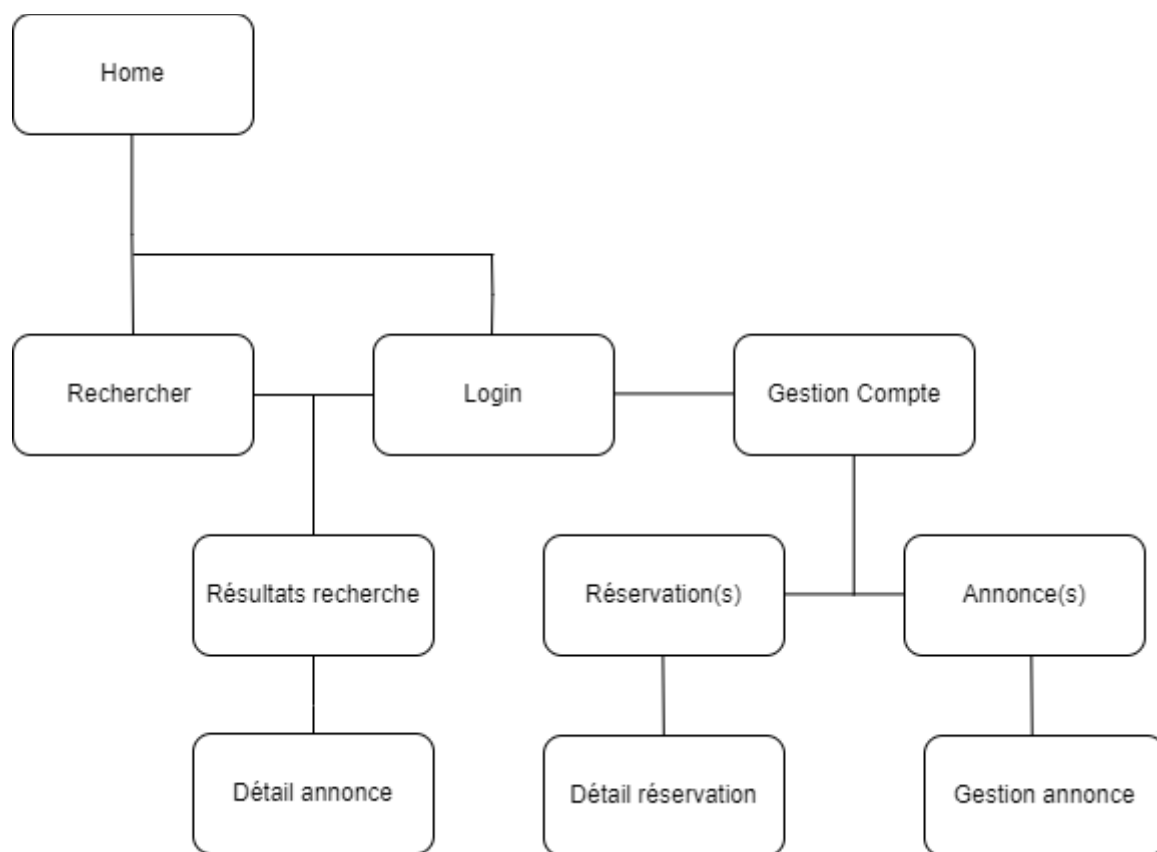 Home
Rechercher
Login
Gestion Compte
Résultats recherche
Réservation(s)
Annonce(s)
Détail annonce
Détail réservation
Gestion annonce